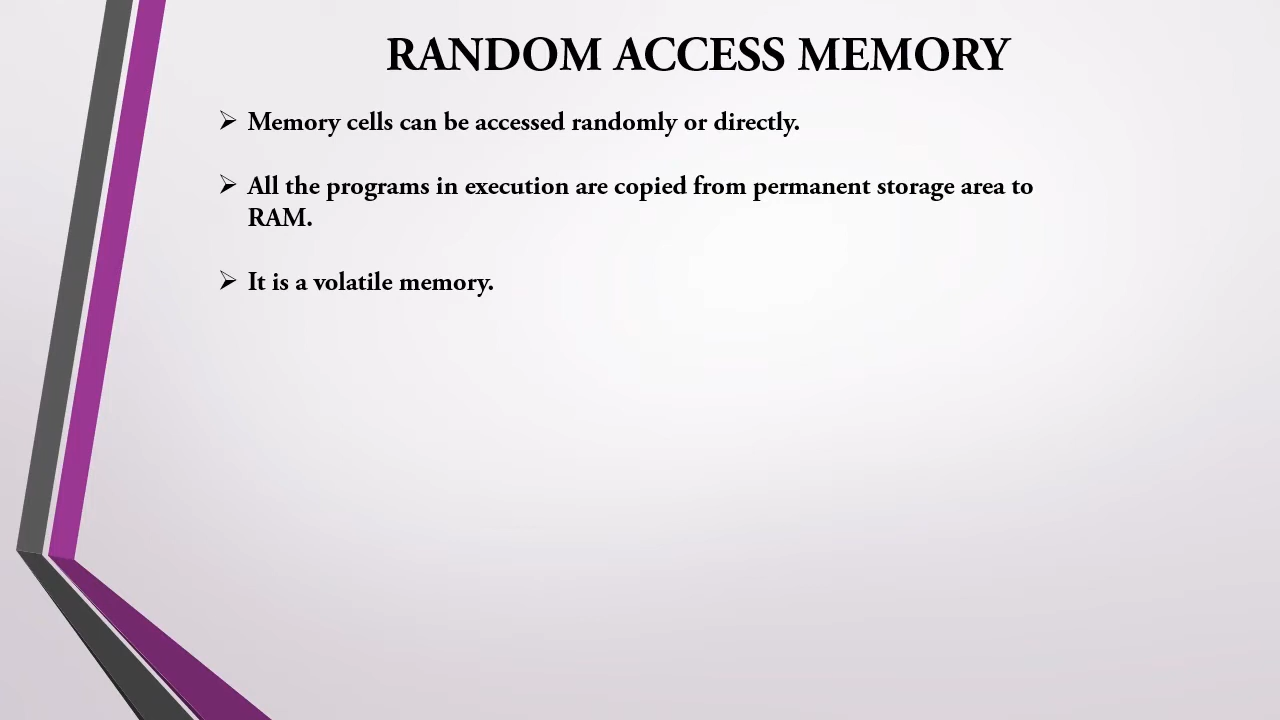 RANDOM ACCESS MEMORY
➢ Memory cells can be accessed randomly or directly.
➢ All the programs in execution are copied from permanent storage area to
RAM.
➢ It is a volatile memory.